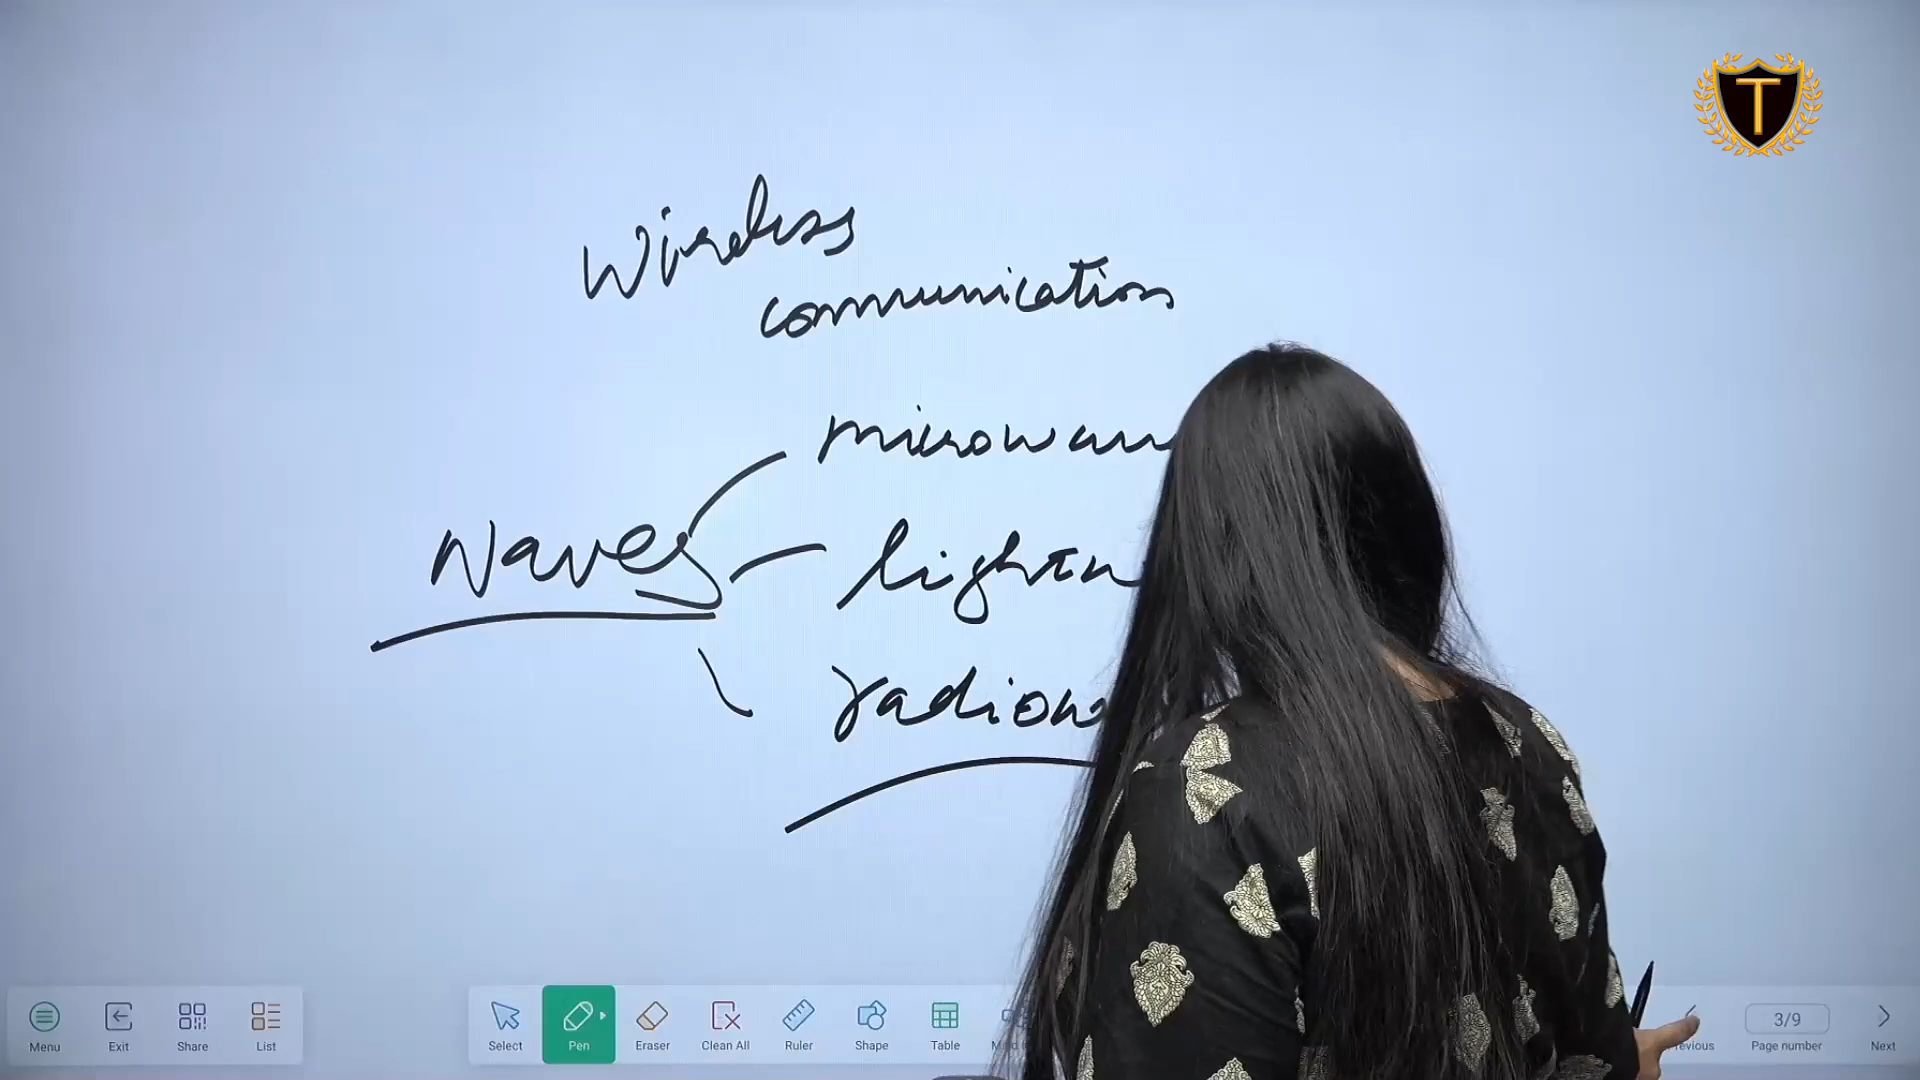 T
Wireless
communication
Waves
Menu
Exit
Share
List
Select
Pen
Eraser
Clean All
Ruler
Shape
Table
3/9
Page number
Next